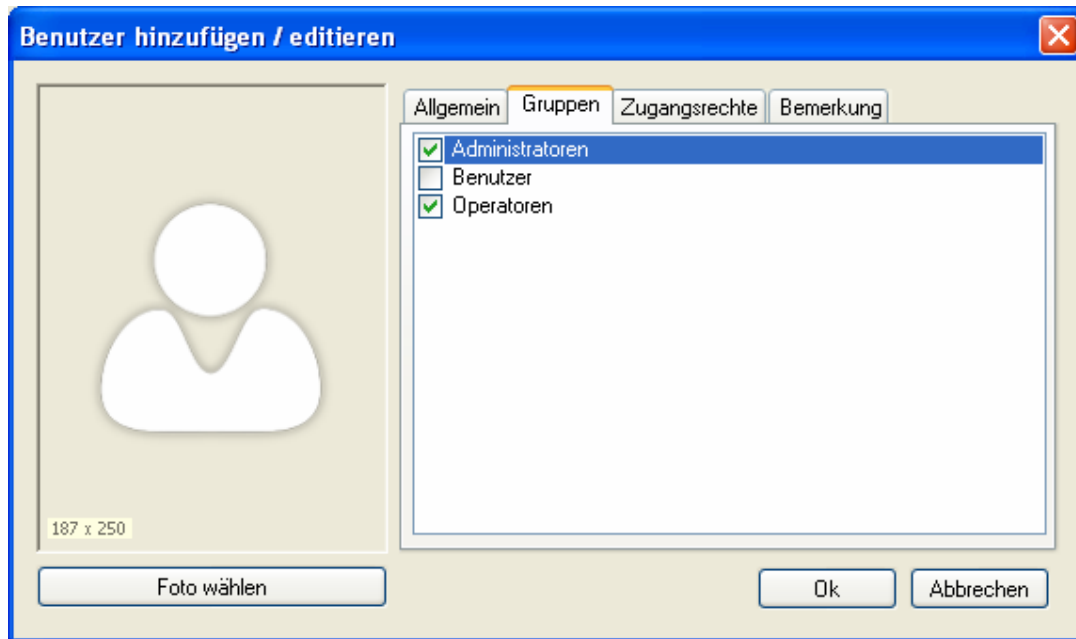 Benutzer hinzufügen / editieren
Allgemein Gruppen Zugangsrechte Bemerkung
Administratoren
Benutzer
Operatoren
187 x 250
Foto wählen
Ok Abbrechen